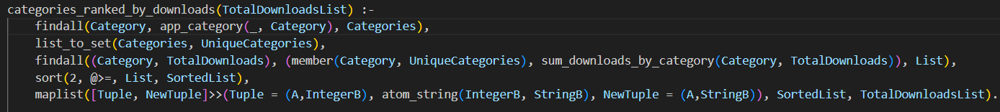 categories_ranked_by_downloads(TotalDownloadsList) :-
    findall(Category, app_category(_, Category), Categories),
    list_to_set(Categories, UniqueCategories),
    findall((Category, TotalDownloads), (member(Category, UniqueCategories), sum_downloads_by_category(Category, TotalDownloads)), List),
    sort(2, @>=, List, SortedList),
    maplist([Tuple, NewTuple]>>(Tuple = (A,IntegerB), atom_string(IntegerB, StringB), NewTuple = (A,StringB)), SortedList, TotalDownloadsList).